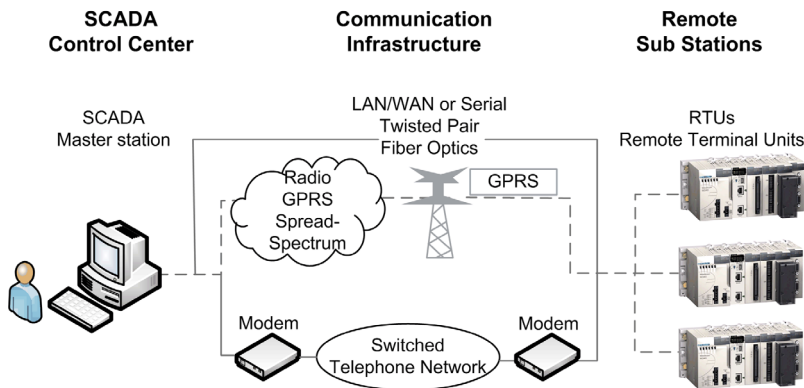 SCADA
Control Center
Communication
Infrastructure
Remote
Sub Stations
SCADA
Master station
LAN/WAN or Serial
Twisted Pair
Fiber Optics
RTUs
Remote Terminal Units
Radio
GPRS
Spread-
Spectrum
GPRS
Modem
Switched
Telephone Network
Modem